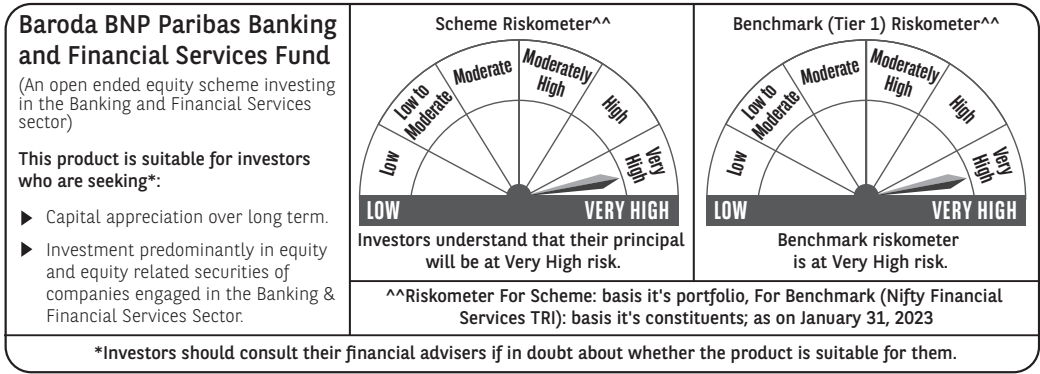 Baroda BNP Paribas Banking
and Financial Services Fund
(An open ended equity scheme investing
in the Banking and Financial Services
sector)
This product is suitable for investors
who are seeking*:
▶ Capital appreciation over long term.
▶ Investment predominantly in equity
and equity related securities of
companies engaged in the Banking &
Financial Services Sector.
Scheme Riskometer^^
Low
Low to
Moderate
Moderate
Moderately
High
High
Very
High
LOW VERY HIGH
Investors understand that their principal
will be at Very High risk.
Benchmark (Tier 1) Riskometer^^
Low
Low to
Moderate
Moderate
Moderately
High
High
Very
High
LOW VERY HIGH
Benchmark riskometer
is at Very High risk.
^^Riskometer For Scheme: basis it's portfolio, For Benchmark (Nifty Financial
Services TRI): basis it's constituents; as on January 31, 2023
*Investors should consult their financial advisers if in doubt about whether the product is suitable for them.